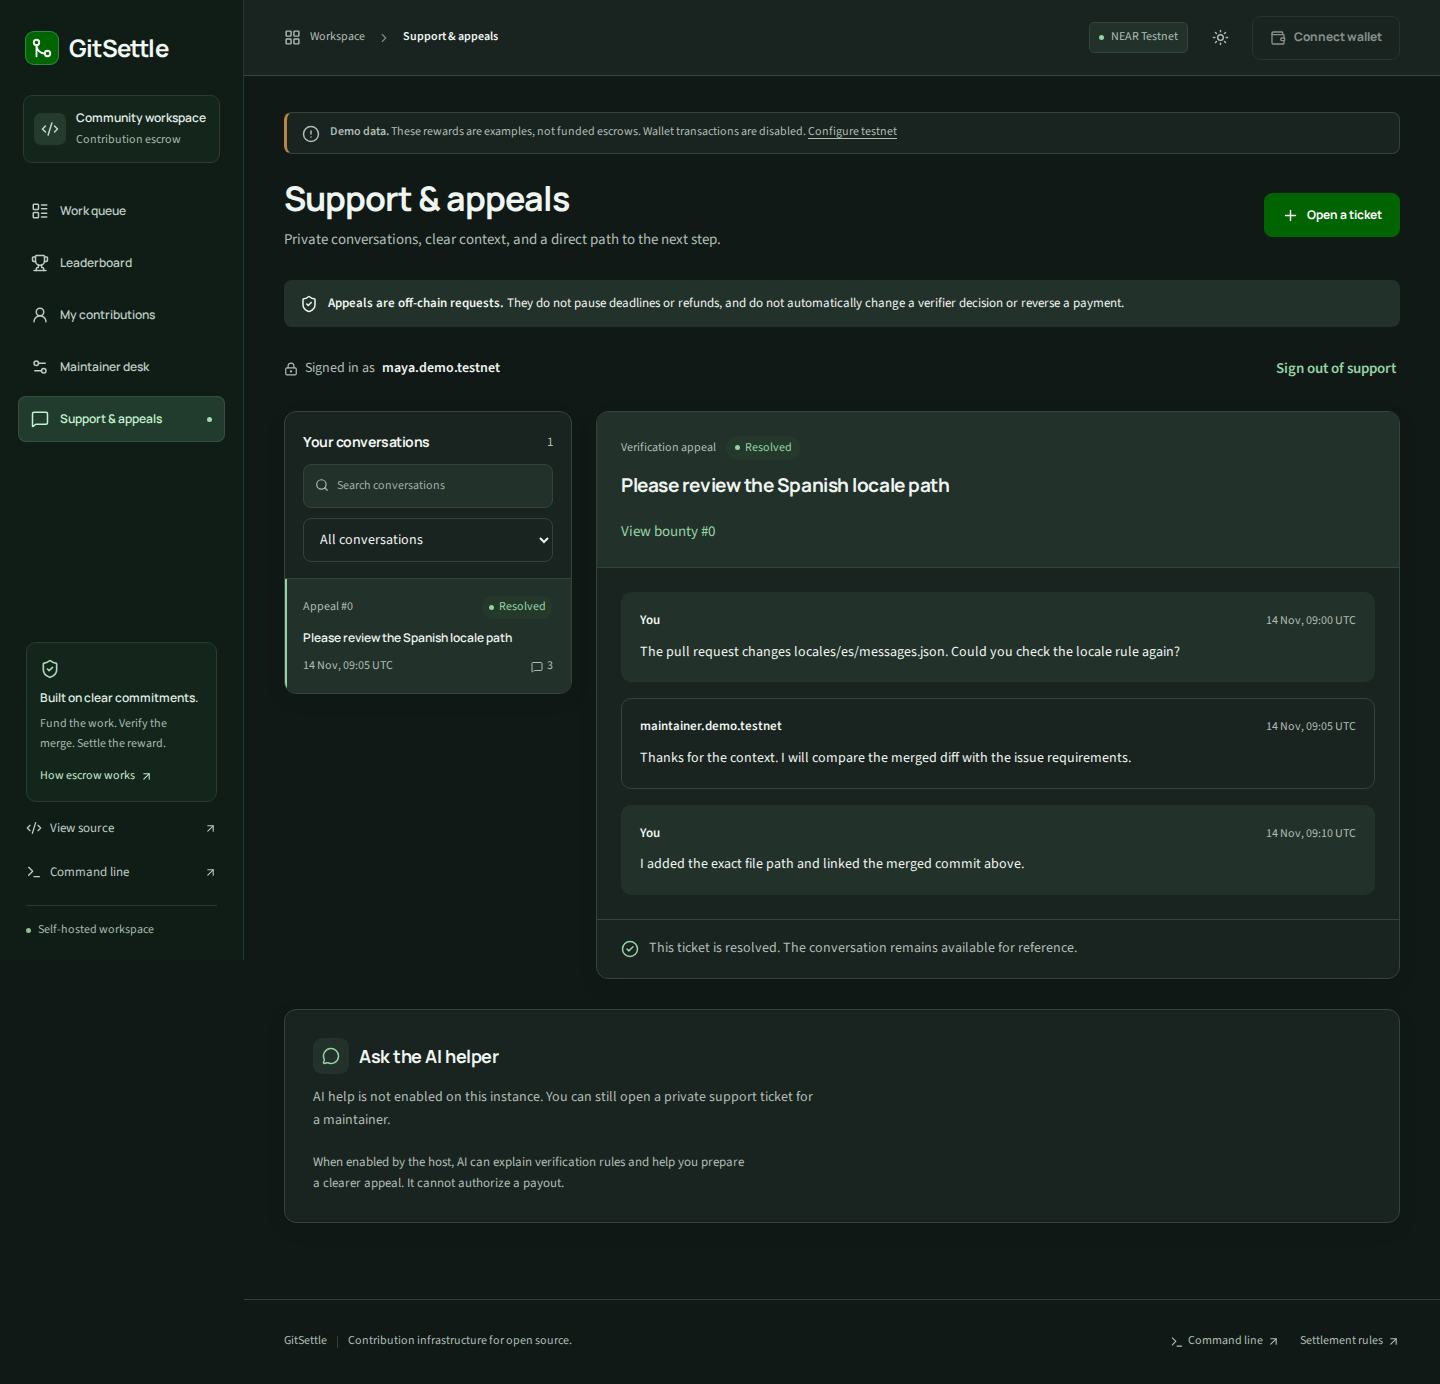 GitSettle
Community workspace
Contribution escrow
Work queue
Leaderboard
My contributions
Maintainer desk
Support & appeals
Built on clear commitments.
Fund the work. Verify the
merge. Settle the reward.
How escrow works
View source
Command line
Self-hosted workspace
Workspace
Support & appeals
NEAR Testnet
Connect wallet
Demo data. These rewards are examples, not funded escrows. Wallet transactions are disabled. Configure testnet
Support & appeals
Private conversations, clear context, and a direct path to the next step.
Open a ticket
Appeals are off-chain requests. They do not pause deadlines or refunds, and do not automatically change a verifier decision or reverse a payment.
Signed in as maya.demo.testnet
Sign out of support
Your conversations 1
Search conversations
All conversations
Appeal #0 Resolved
Please review the Spanish locale path
14 Nov, 09:05 UTC 3
Verification appeal Resolved
Please review the Spanish locale path
View bounty #0
You 14 Nov, 09:00 UTC
The pull request changes locales/es/messages.json. Could you check the locale rule again?
maintainer.demo.testnet 14 Nov, 09:05 UTC
Thanks for the context. I will compare the merged diff with the issue requirements.
You 14 Nov, 09:10 UTC
I added the exact file path and linked the merged commit above.
This ticket is resolved. The conversation remains available for reference.
Ask the AI helper
AI help is not enabled on this instance. You can still open a private support ticket for
a maintainer.
When enabled by the host, AI can explain verification rules and help you prepare
a clearer appeal. It cannot authorize a payout.
GitSettle | Contribution infrastructure for open source.
Command line
Settlement rules